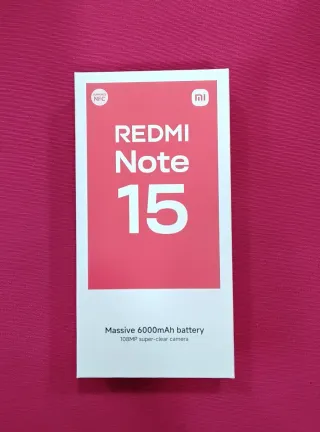 NFC
mi
REDMI
Note
15
Massive 6000mAh battery
108MP super-clear camera